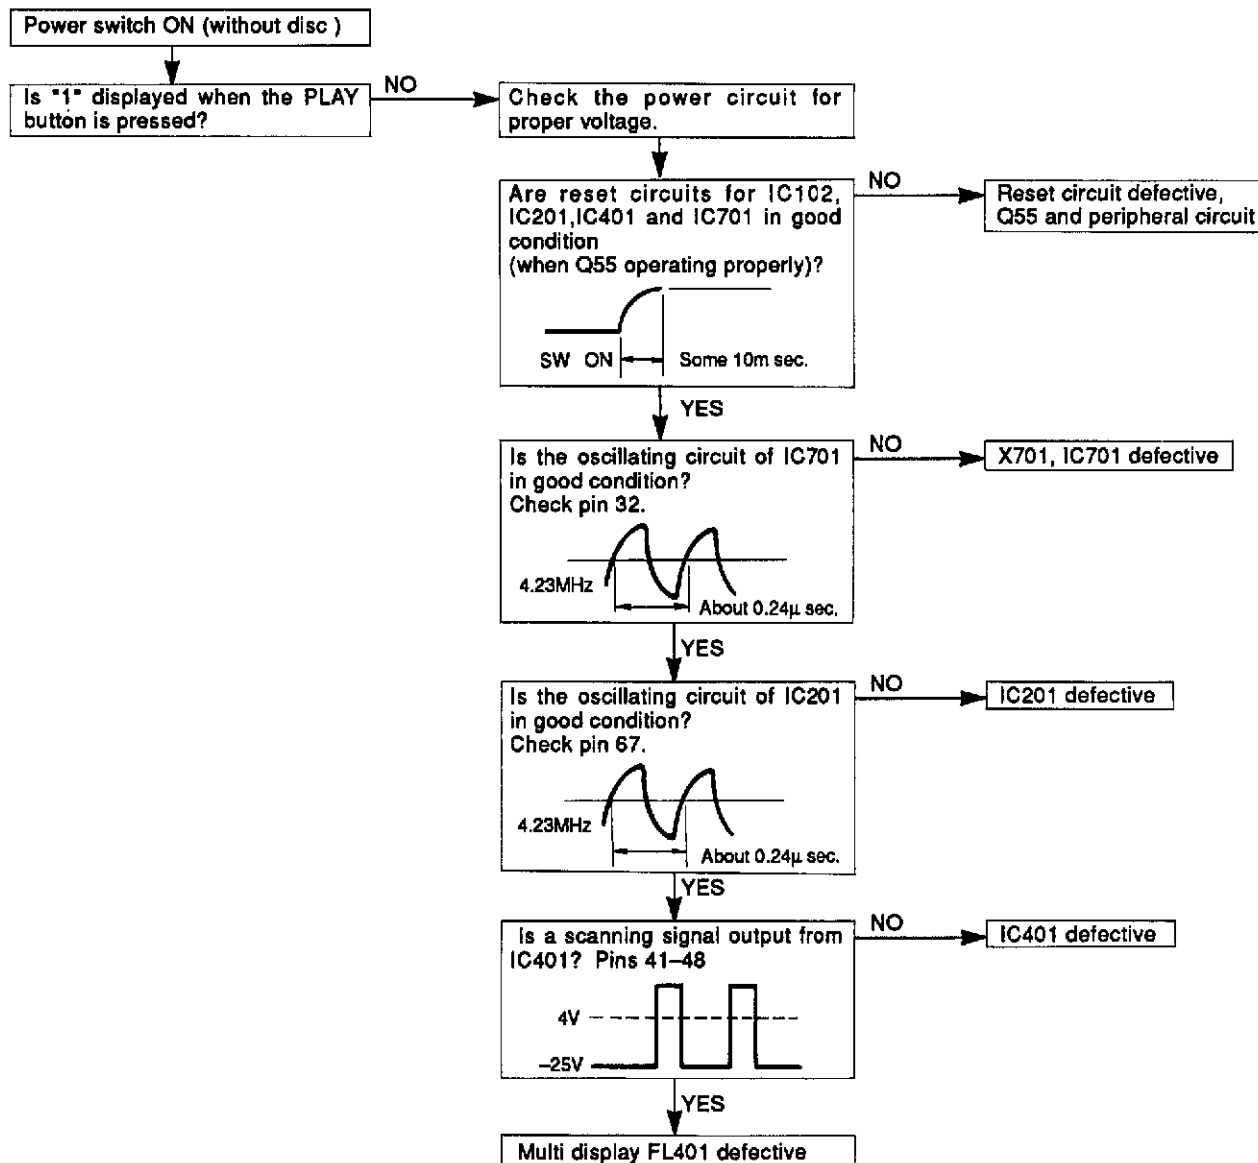 Power switch ON (without disc )
Is "1" displayed when the PLAY
button is pressed?
NO
Check the power circuit for
proper voltage.
Are reset circuits for IC102,
IC201,IC401 and IC701 in good
condition
(when Q55 operating properly)?
SW ON
Some 10m sec.
NO
Reset circuit defective,
Q55 and peripheral circuit
YES
Is the oscillating circuit of IC701
in good condition?
Check pin 32.
4.23MHz
About 0.24μ sec.
NO
X701, IC701 defective
YES
Is the oscillating circuit of IC201
in good condition?
Check pin 67.
4.23MHz
About 0.24μ sec.
NO
IC201 defective
YES
Is a scanning signal output from
IC401? Pins 41–48
4V
–25V
NO
IC401 defective
YES
Multi display FL401 defective